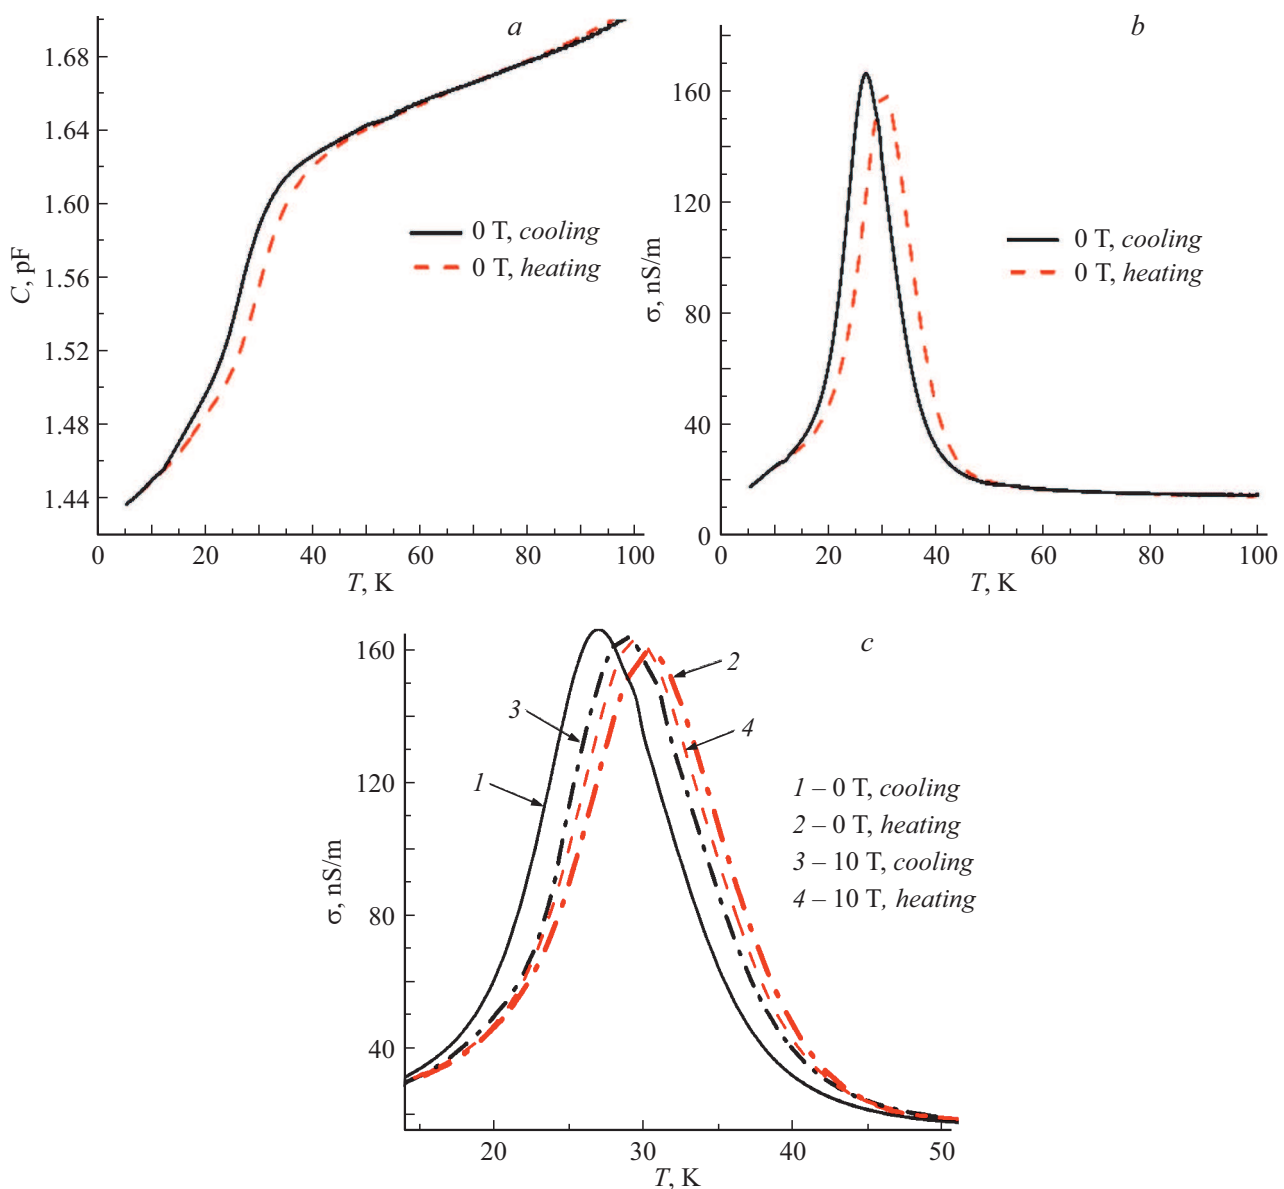 a
1.68
1.64
1.60
1.56
1.52
1.48
1.44
C, pF
0 T, cooling
0 T, heating
0
20
40
60
80
100
T, K
b
160
120
80
40
0
σ, nS/m
0 T, cooling
0 T, heating
0
20
40
60
80
100
T, K
c
160
120
80
40
σ, nS/m
1
3
2
4
1 – 0 T, cooling
2 – 0 T, heating
3 – 10 T, cooling
4 – 10 T, heating
20
30
40
50
T, K